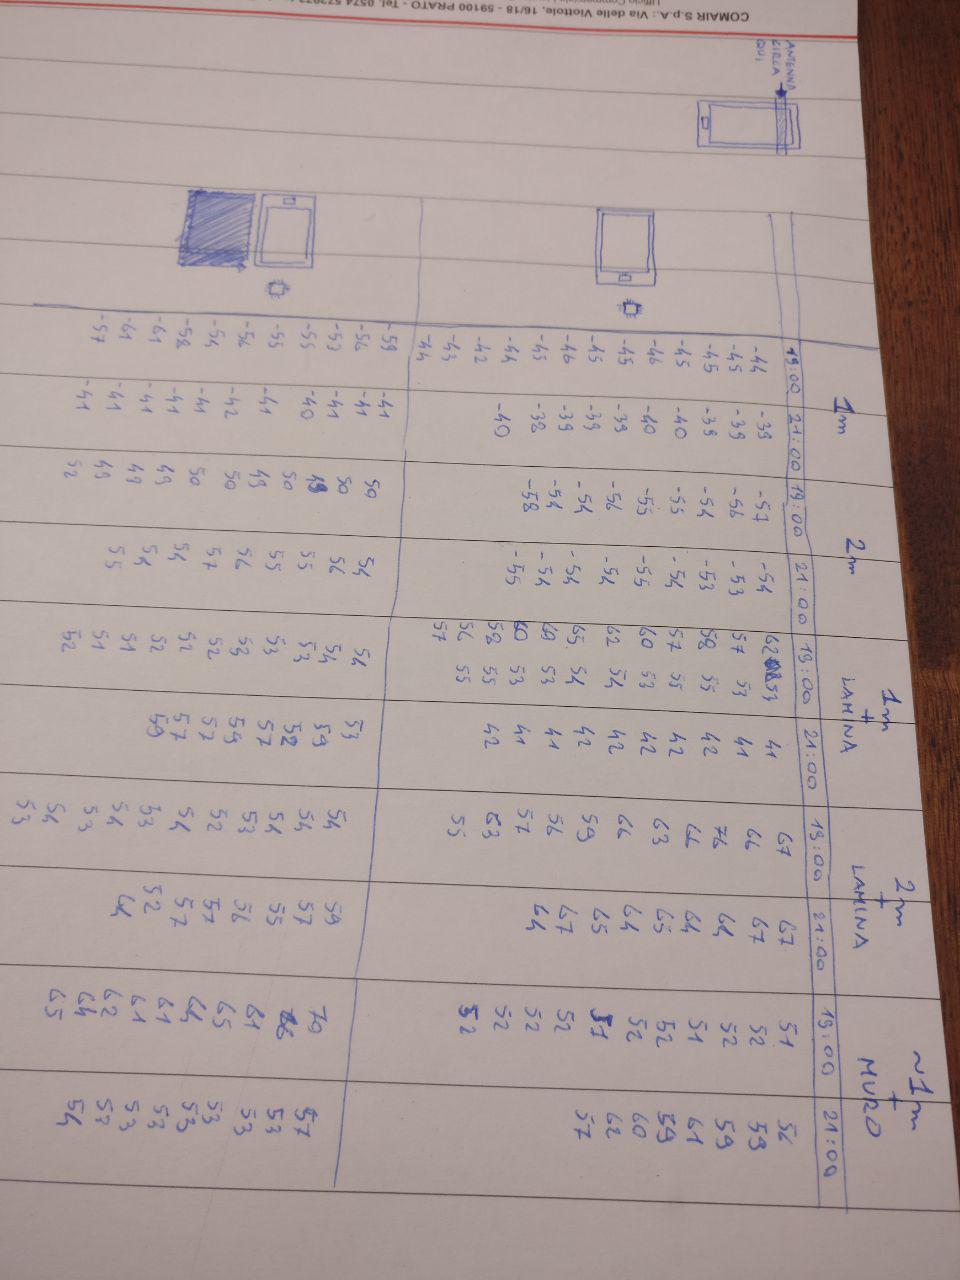 1m 2m 1m + LAMINA 2m + LAMINA ~1m + MURO
19:00 21:00 19:00 21:00 19:00 21:00 19:00 21:00 19:00 21:00
ANTENNA
CIRCA
QUI
-44 -39 -57 -54 62 53 41 67 67 51 56
-45 -39 -56 -53 57 53 41 66 67 52 59
-45 -39 -54 -53 58 55 42 76 64 52 59
-45 -40 -55 -54 57 55 42 66 64 51 61
-46 -40 -55 -55 60 53 42 63 65 52 59
-45 -39 -56 -54 62 54 42 66 64 52 60
-45 -39 -54 -54 65 54 42 59 65 51 62
-46 -39 -54 -54 53 41 56 67 52 57
-45 -38 -58 -55 60 53 41 57 64 52
-44 -40 58 55 42 63 52
-42 56 55 55 52
-43 57
-44
-59 -41 50 54 54 53 54 59 70 57
-56 -41 50 56 54 59 54 57 66 53
-53 -41 49 55 53 52 54 55 61 53
-55 -40 50 55 53 57 53 56 65 53
-55 -41 49 56 52 59 52 57 64 53
-56 -42 50 57 52 57 54 57 61 53
-54 -41 50 54 52 57 53 52 61 53
-58 -41 49 54 52 59 54 64 62 53
-61 -41 49 55 51 53 64 54
-61 -41 49 51 54 65
-57 -41 52 52 53
COMAIR S.p.A.: Via delle Viottole, 16/18 - 59100 PRATO - Tel. 0574